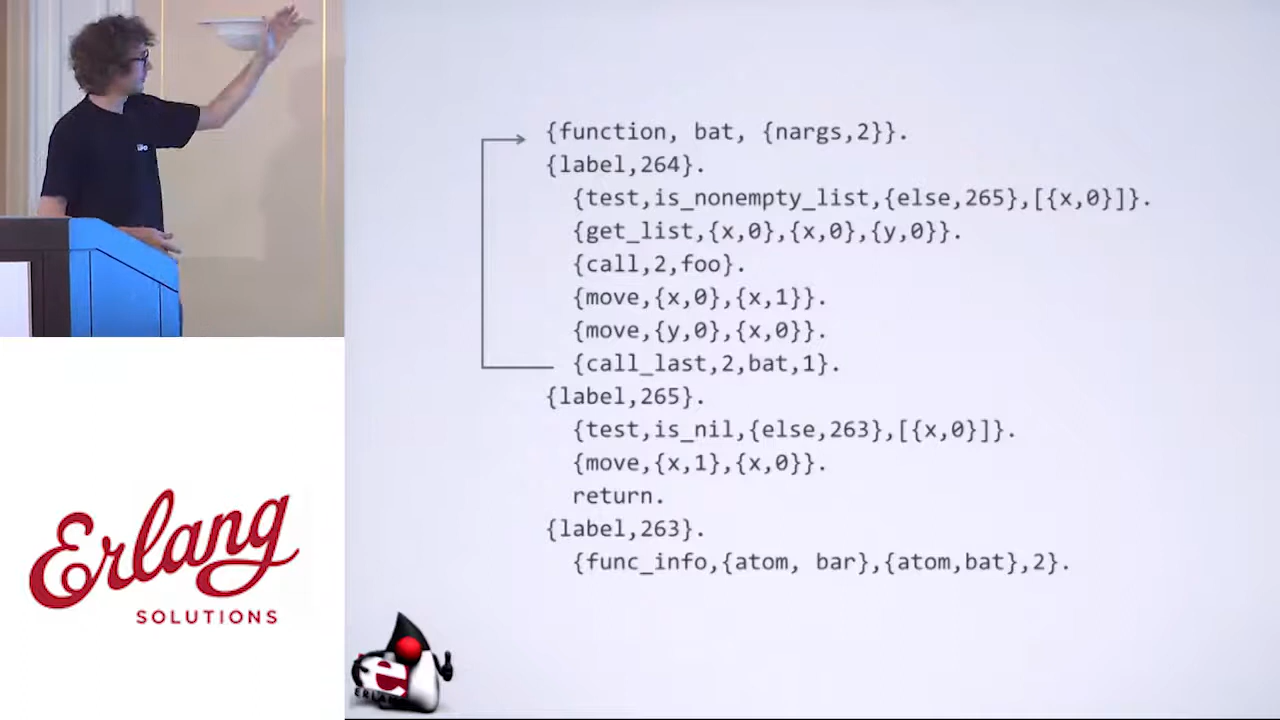 {function, bat, {nargs,2}}.
{label,264}.
{test,is_nonempty_list,{else,265},[{x,0}]}.
{get_list,{x,0},{x,0},{y,0}}.
{call,2,foo}.
{move,{x,0},{x,1}}.
{move,{y,0},{x,0}}.
{call_last,2,bat,1}.
{label,265}.
{test,is_nil,{else,263},[{x,0}]}.
{move,{x,1},{x,0}}.
return.
{label,263}.
{func_info,{atom, bar},{atom,bat},2}.
Erlang
SOLUTIONS
e